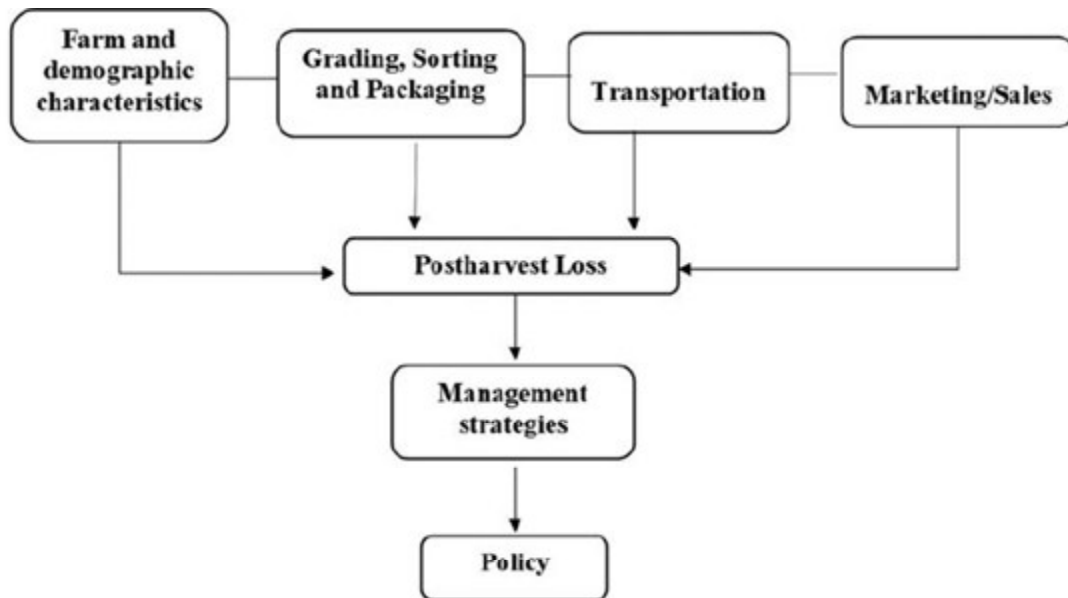 Farm and
demographic
characteristics
Grading, Sorting
and Packaging
Transportation
Marketing/Sales
Postharvest Loss
Management
strategies
Policy